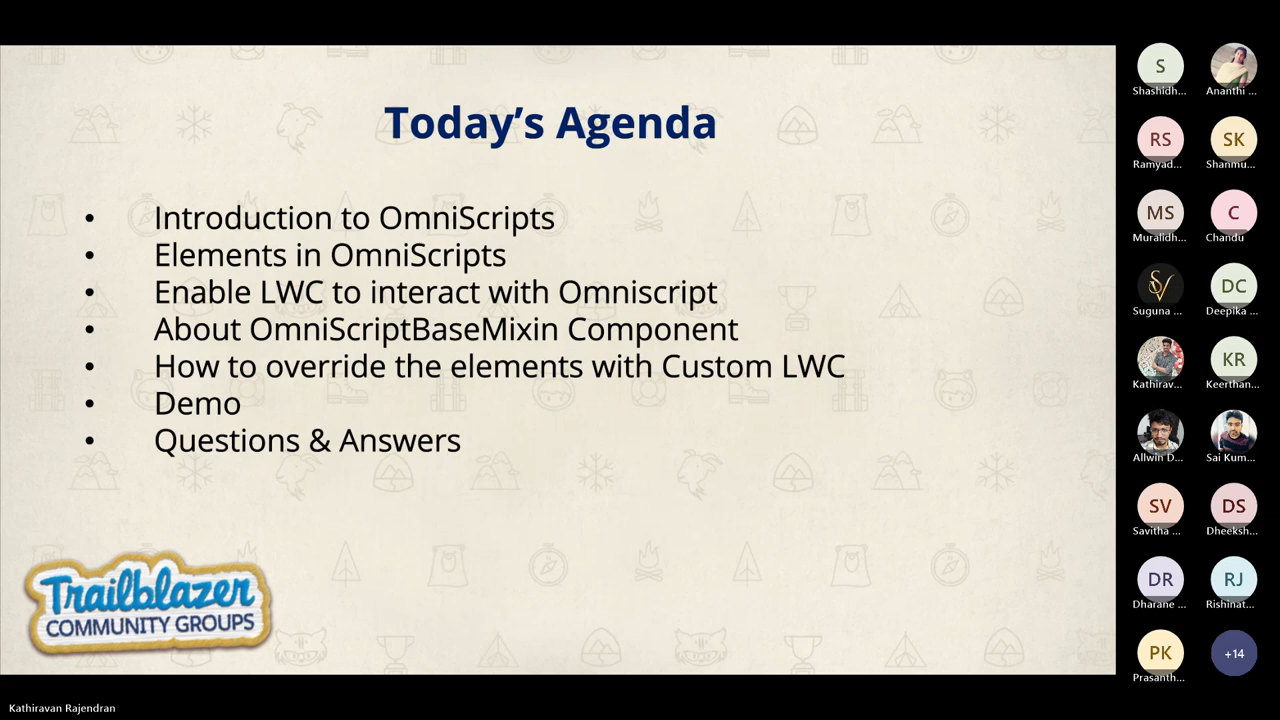 Today's Agenda
• Introduction to OmniScripts
• Elements in OmniScripts
• Enable LWC to interact with Omniscript
• About OmniScriptBaseMixin Component
• How to override the elements with Custom LWC
• Demo
• Questions & Answers
Trailblazer
COMMUNITY GROUPS
Kathiravan Rajendran
S
Shashidh...
Ananthi ...
RS
SK
Ramyad...
Shanmu...
MS
C
Muralidh...
Chandu
SV
DC
Suguna ...
Deepika ...
KR
Kathirav...
Keerthan...
Allwin D...
Sai Kum...
SV
DS
Savitha ...
Dheeksh...
DR
RJ
Dharane ...
Rishinat...
PK
+14
Prasanth...